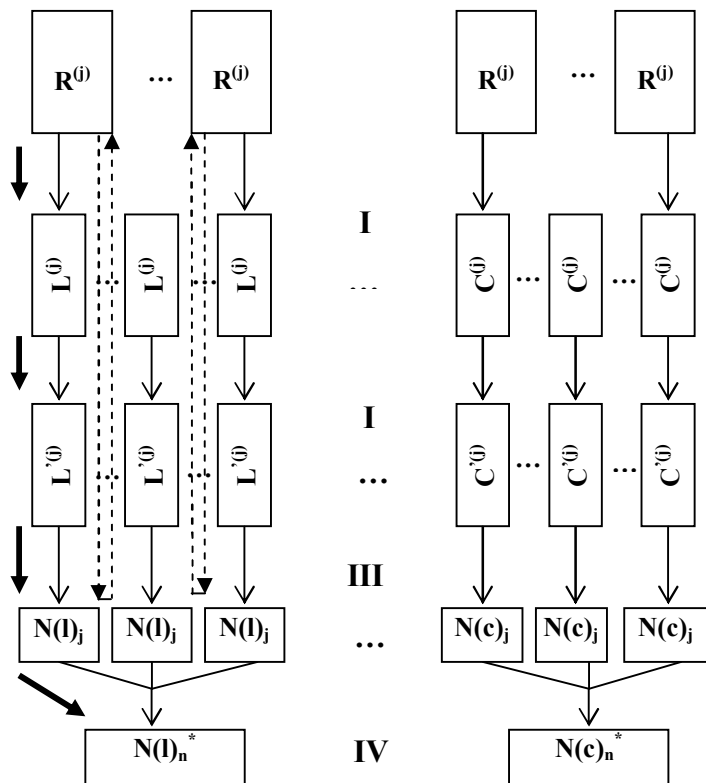 R(j) ... R(j) R(j) ... R(j)
I
L(j) ... L(j) ... L(j) ... C(j) ... C(j) ... C(j)
I
L'(j) ... L'(j) ... L'(j) ... C'(j) ... C'(j) ... C'(j)
III
N(l)j N(l)j N(l)j ... N(c)j N(c)j N(c)j
N(l)n* IV N(c)n*